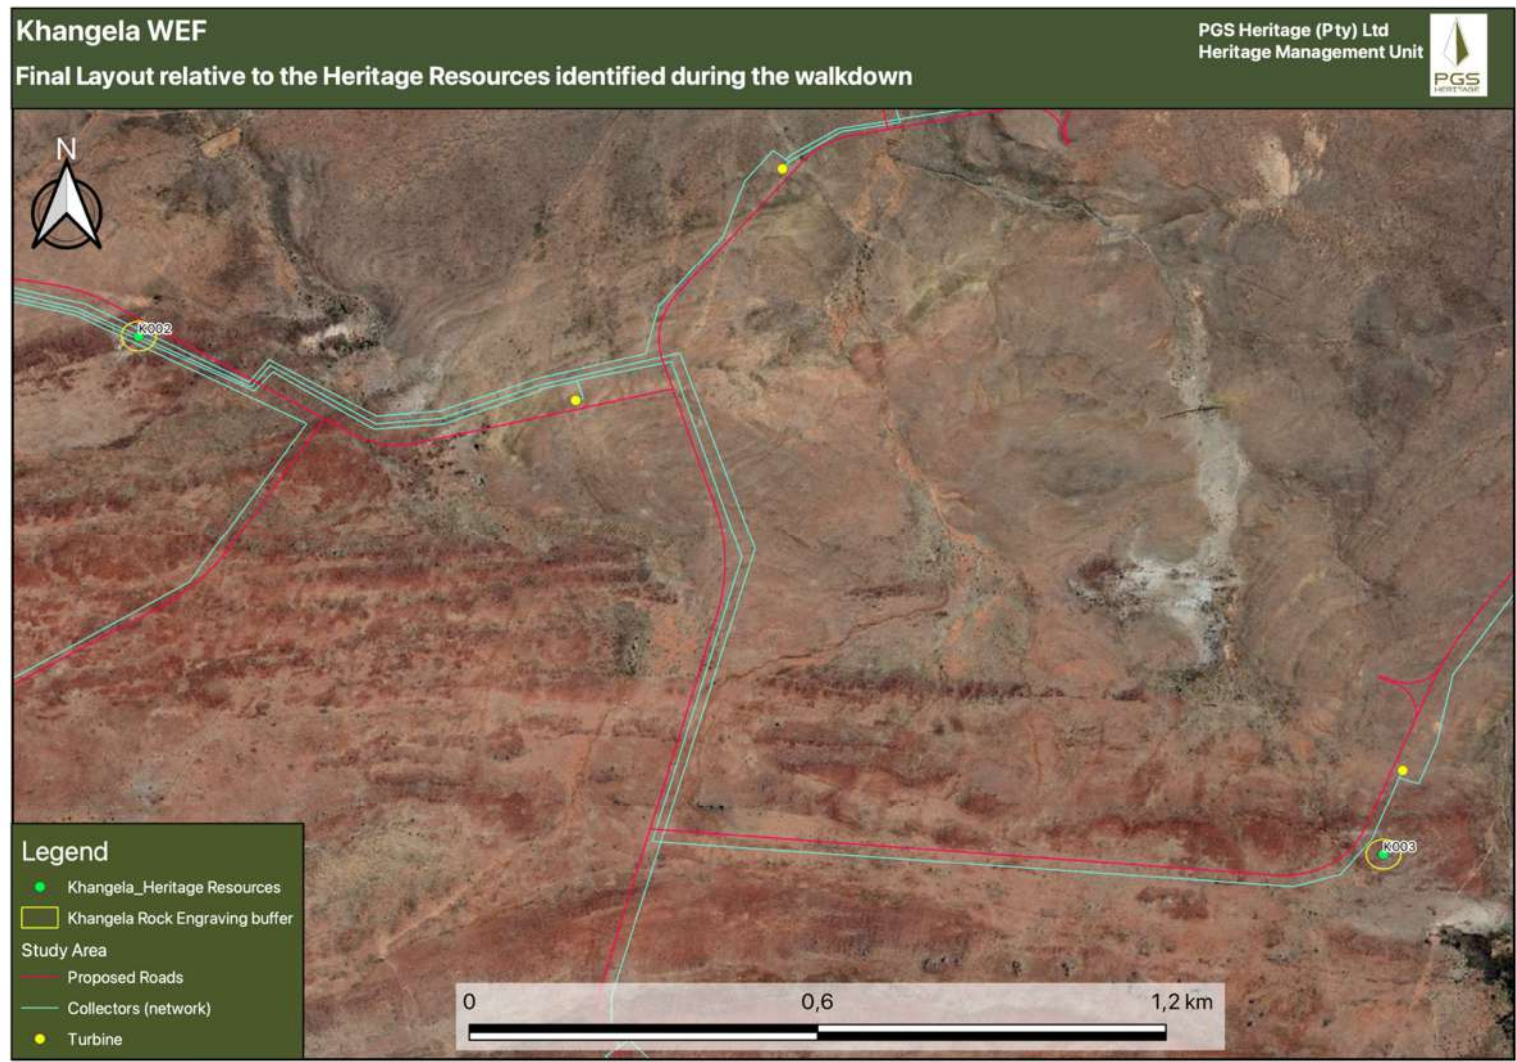 Khangela WEF
Final Layout relative to the Heritage Resources identified during the walkdown
PGS Heritage (Pty) Ltd
Heritage Management Unit
PGS
HERITAGE
N
K002
K003
Legend
Khangela_Heritage Resources
Khangela Rock Engraving buffer
Study Area
Proposed Roads
Collectors (network)
Turbine
0 0,6 1,2 km